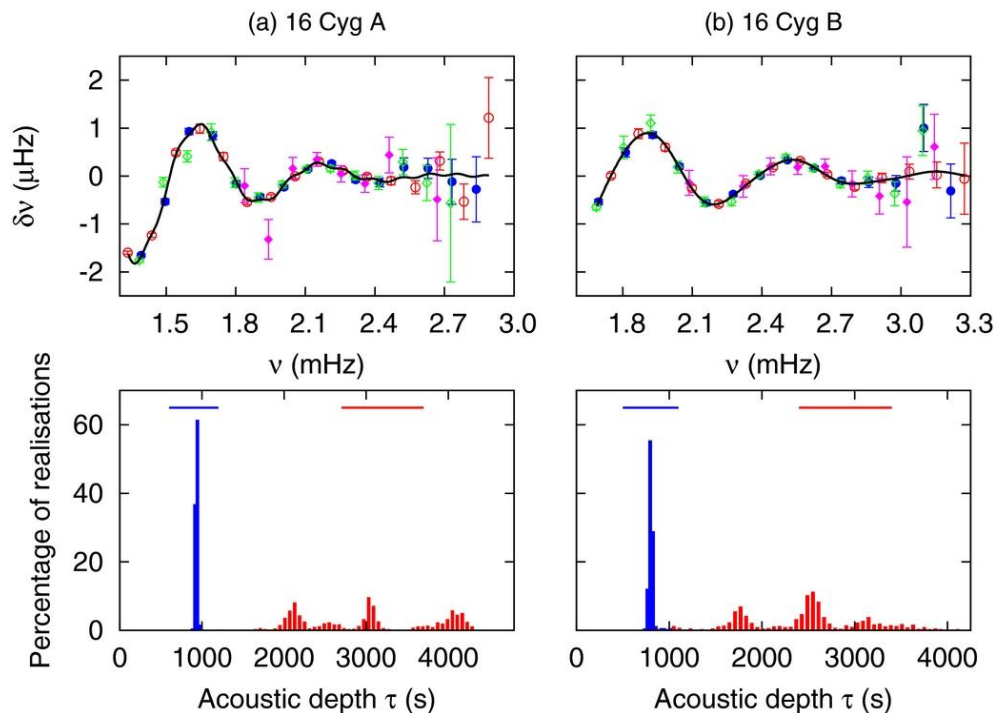 (a) 16 Cyg A
(b) 16 Cyg B
δν (μHz)
2
1
0
-1
-2
1.5 1.8 2.1 2.4 2.7 3.0
1.8 2.1 2.4 2.7 3.0 3.3
ν (mHz)
ν (mHz)
Percentage of realisations
60
40
20
0
0 1000 2000 3000 4000
0 1000 2000 3000 4000
Acoustic depth τ (s)
Acoustic depth τ (s)